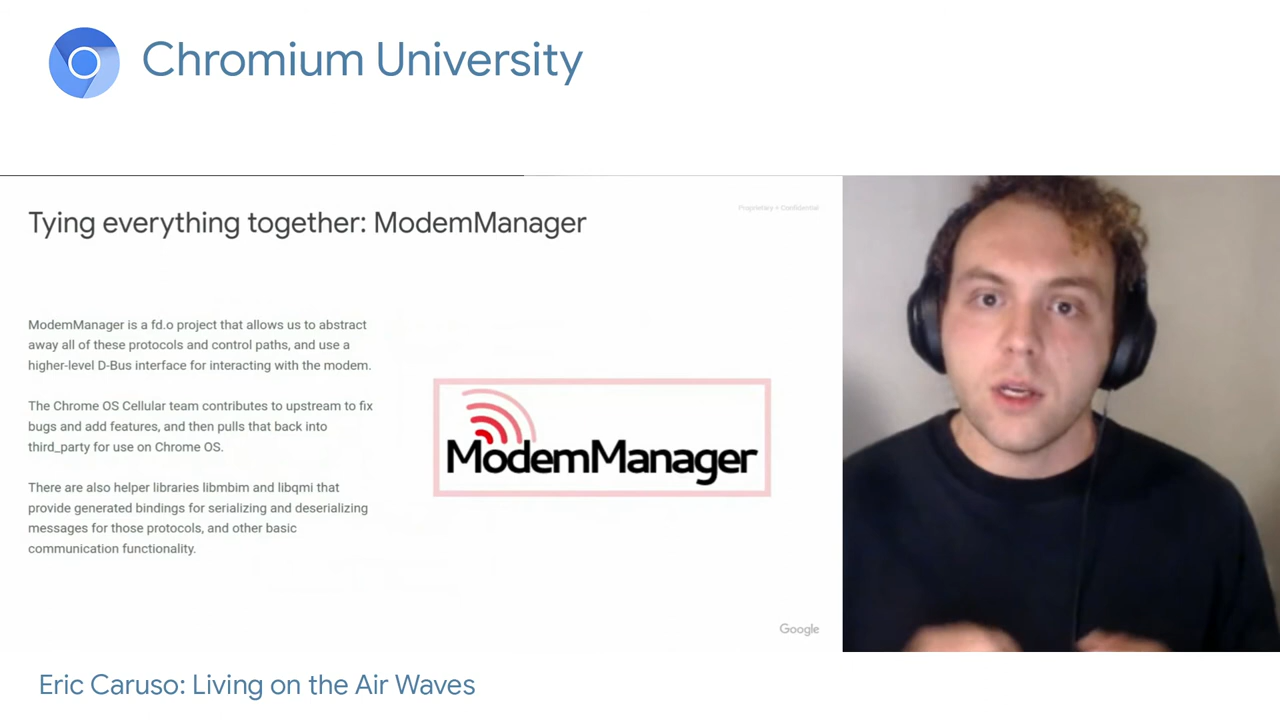 Chromium University
Tying everything together: ModemManager
Proprietary + Confidential
ModemManager is a fd.o project that allows us to abstract
away all of these protocols and control paths, and use a
higher-level D-Bus interface for interacting with the modem.
The Chrome OS Cellular team contributes to upstream to fix
bugs and add features, and then pulls that back into
third_party for use on Chrome OS.
There are also helper libraries libmbim and libqmi that
provide generated bindings for serializing and deserializing
messages for those protocols, and other basic
communication functionality.
ModemManager
Google
Eric Caruso: Living on the Air Waves